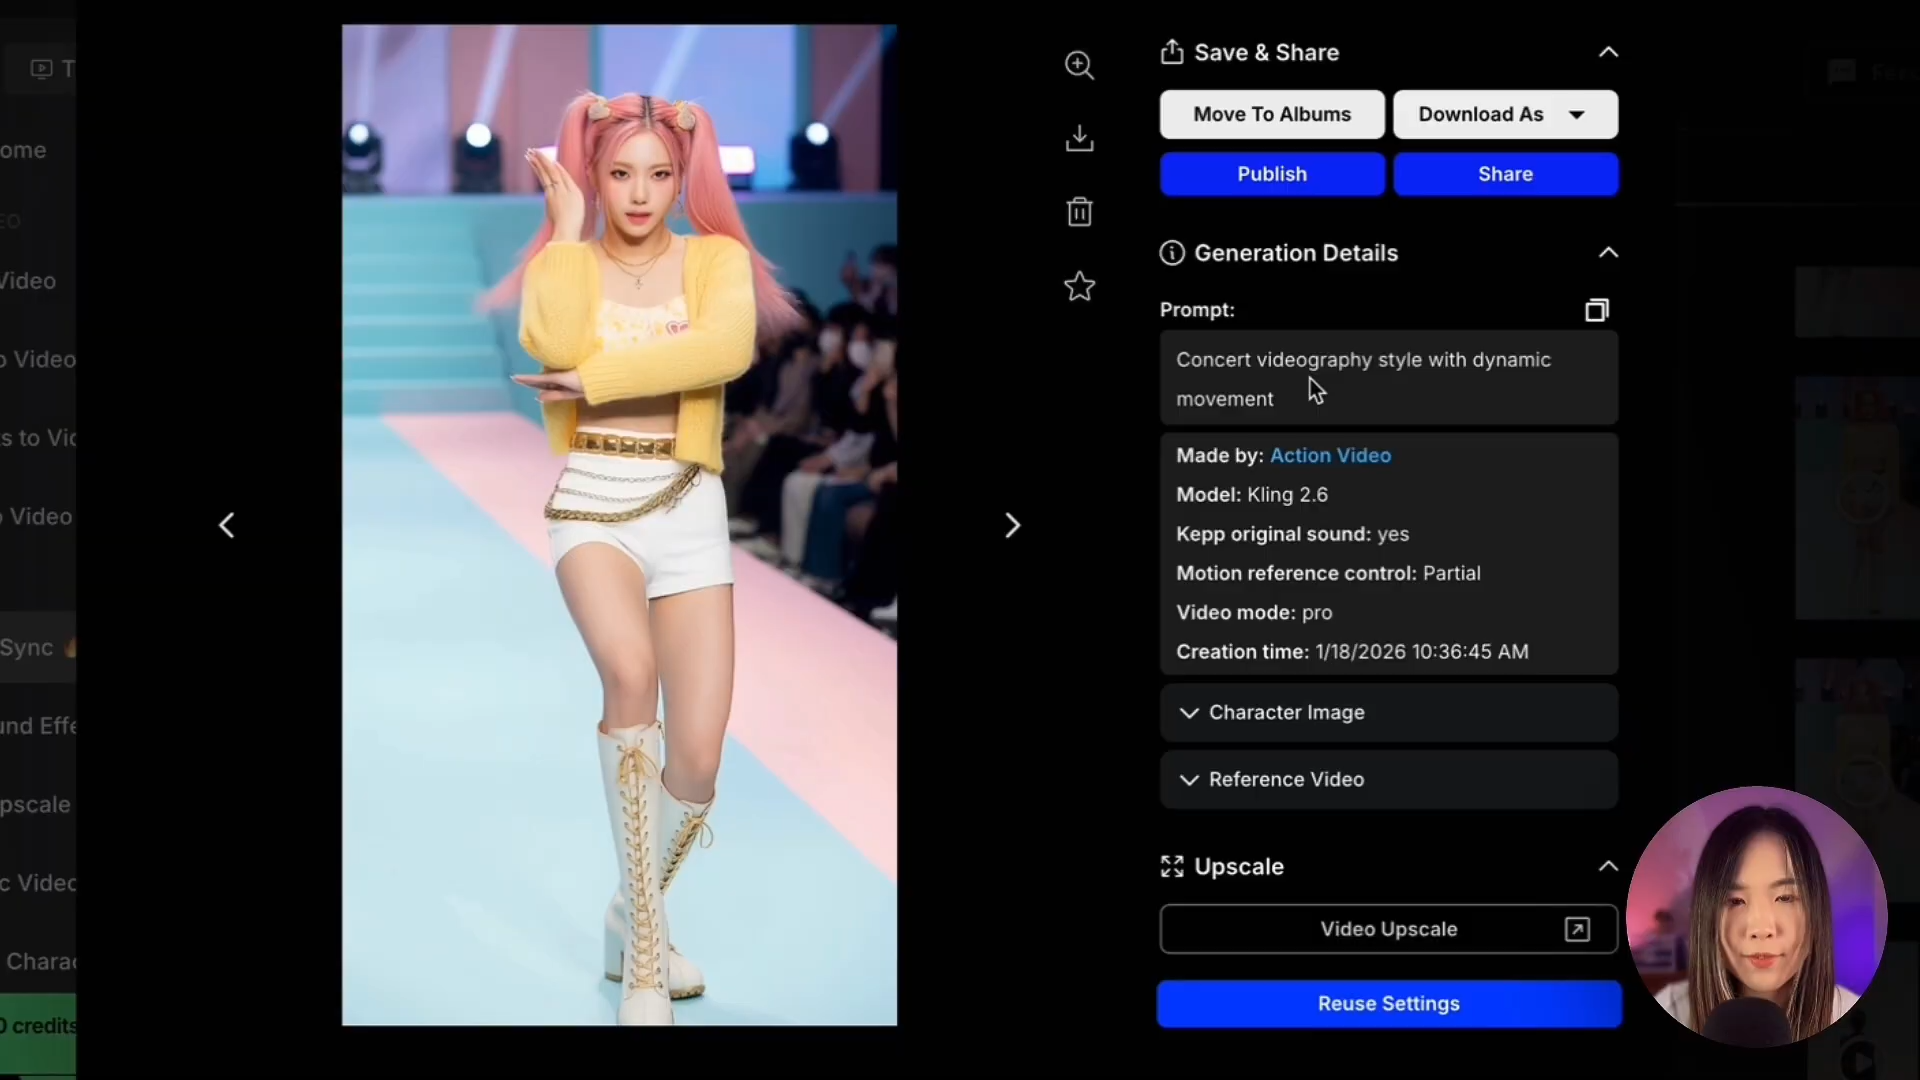 ome
Video
Video
Video
Sync
psca
Save & Share
Move To Albums
Download As
Publish
Share
Generation Details
Prompt:
Concert videography style with dynamic
movement
Made by: Action Video
Model: Kling 2.6
Kepp original sound: yes
Motion reference control: Partial
Video mode: pro
Creation time: 1/18/2026 10:36:45 AM
Character Image
Reference Video
Upscale
Video Upscale
Reuse Settings
0 credits